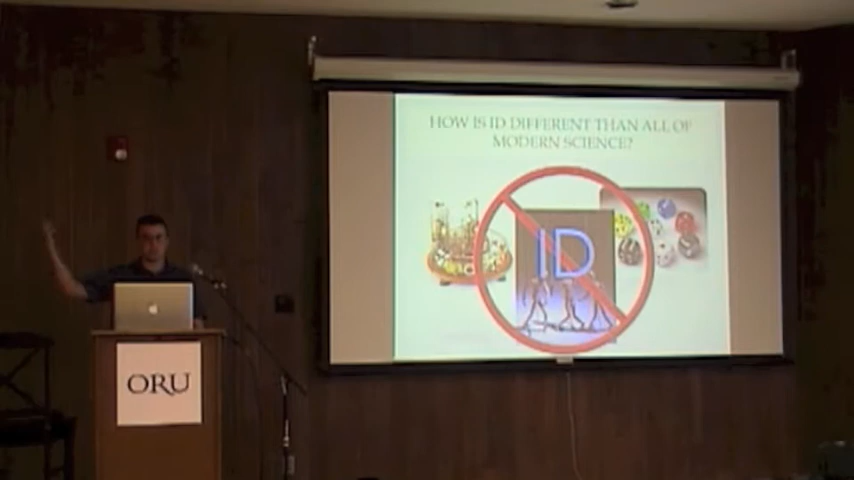 HOW IS ID DIFFERENT THAN ALL OF
MODERN SCIENCE?
ID
ORU